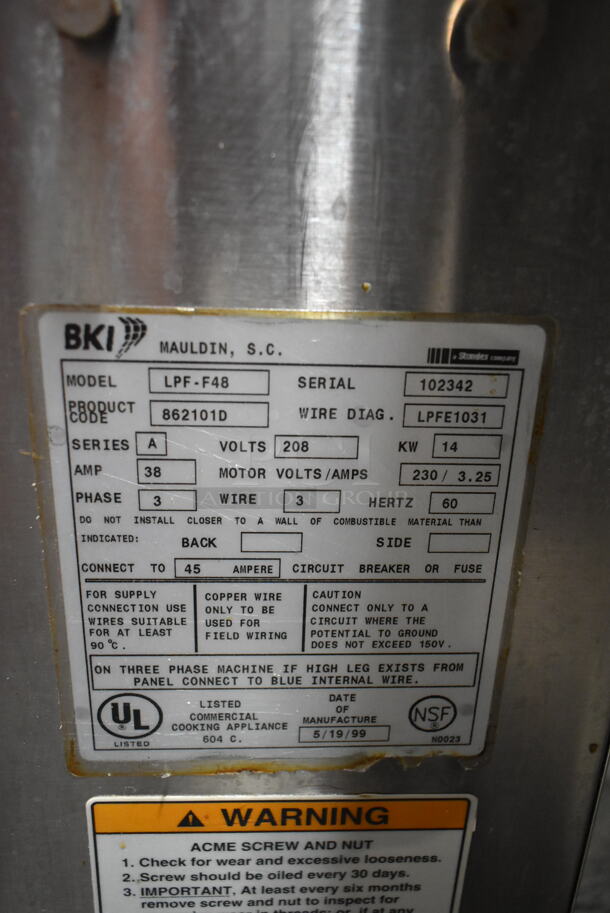 BKI MAULDIN, S.C. a Standex company
MODEL LPF-F48 SERIAL 102342
PRODUCT CODE 862101D WIRE DIAG. LPFE1031
SERIES A VOLTS 208 KW 14
AMP 38 MOTOR VOLTS/AMPS 230 / 3.25
PHASE 3 WIRE 3 HERTZ 60
AUCTION GROUP
DO NOT INSTALL CLOSER TO A WALL OF COMBUSTIBLE MATERIAL THAN
INDICATED: BACK SIDE
CONNECT TO 45 AMPERE CIRCUIT BREAKER OR FUSE
FOR SUPPLY
CONNECTION USE
WIRES SUITABLE
FOR AT LEAST
90°C.
COPPER WIRE
ONLY TO BE
USED FOR
FIELD WIRING
CAUTION
CONNECT ONLY TO A
CIRCUIT WHERE THE
POTENTIAL TO GROUND
DOES NOT EXCEED 150V.
ON THREE PHASE MACHINE IF HIGH LEG EXISTS FROM
PANEL CONNECT TO BLUE INTERNAL WIRE.
UL
LISTED
LISTED
COMMERCIAL
COOKING APPLIANCE
604 C.
DATE
OF
MANUFACTURE
5/19/99
NSF
N0023
WARNING
ACME SCREW AND NUT
1. Check for wear and excessive looseness.
2. Screw should be oiled every 30 days.
3. IMPORTANT. At least every six months
remove screw and nut to inspect for
in threads: or, if at any